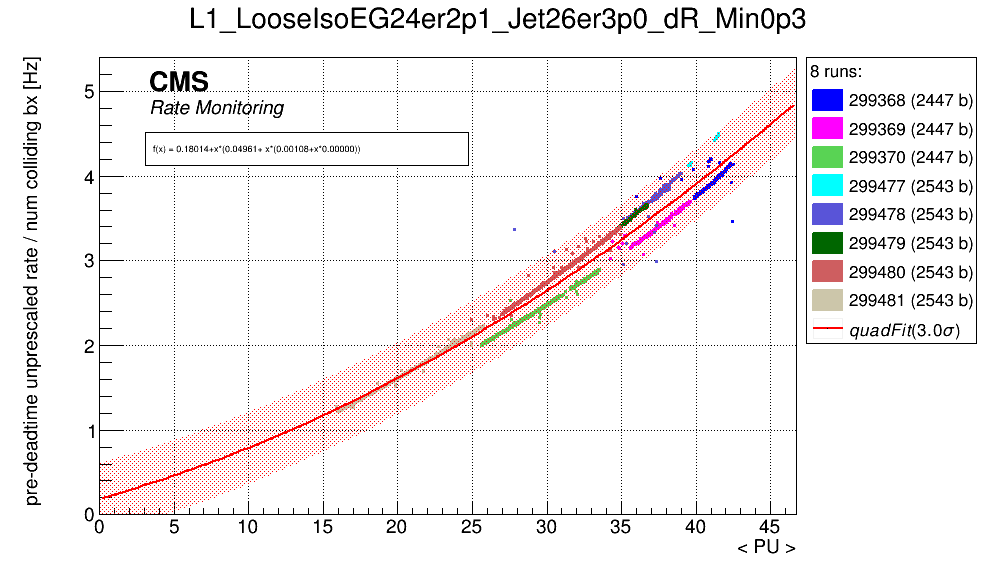 L1_LooseIsoEG24er2p1_Jet26er3p0_dR_Min0p3
pre-deadtime unprescaled rate / num colliding bx [Hz]
CMS
Rate Monitoring
f(x) = 0.18014+x*(0.04961+ x*(0.00108+x*0.00000))
5
4
3
2
1
0
0 5 10 15 20 25 30 35 40 45
< PU >
8 runs:
299368 (2447 b)
299369 (2447 b)
299370 (2447 b)
299477 (2543 b)
299478 (2543 b)
299479 (2543 b)
299480 (2543 b)
299481 (2543 b)
quadFit(3.0σ)